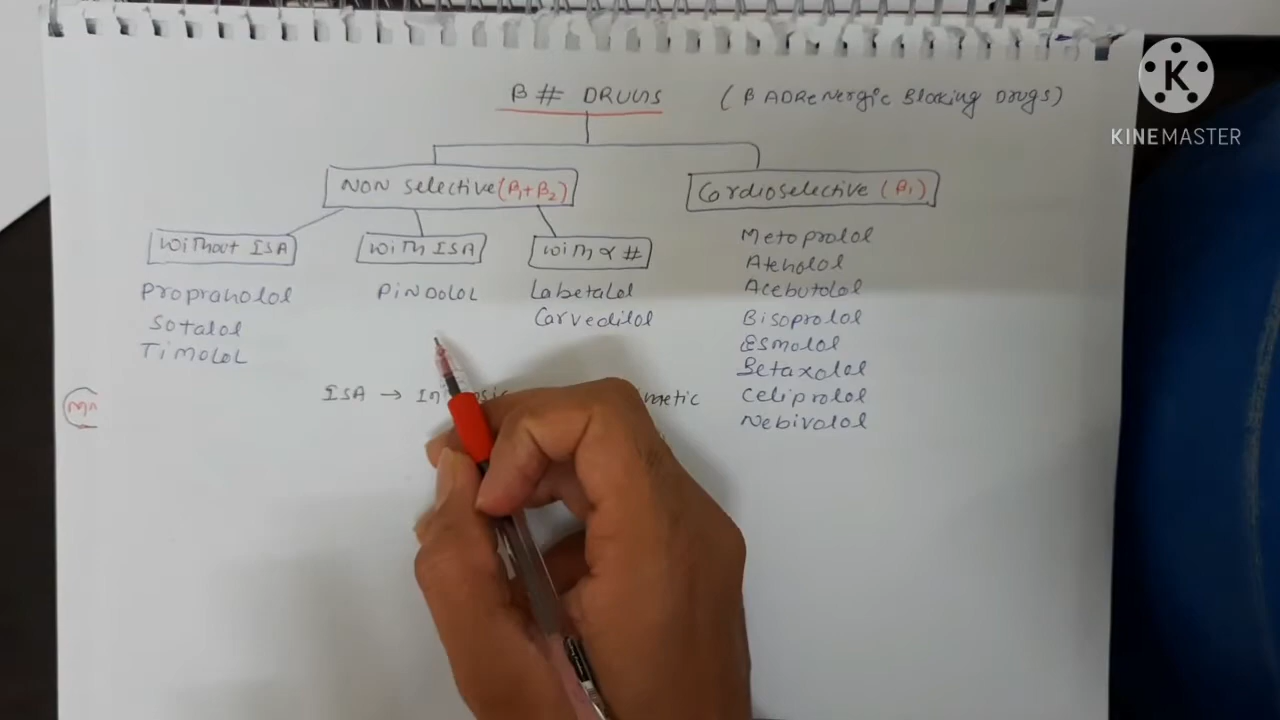 β # DRUGS (β ADRenergic Blocking Drugs)
NON selective (β1+β2)
Cardioselective (β1)
without ISA
with ISA
with α #
Propranolol
Sotalol
Timolol
PINDOLOL
Labetalol
Carvedilol
Metoprolol
Atenolol
Acebutolol
Bisoprolol
Esmolol
Betaxolol
Celiprolol
Nebivolol
ISA →
Mn
K
KINEMASTER